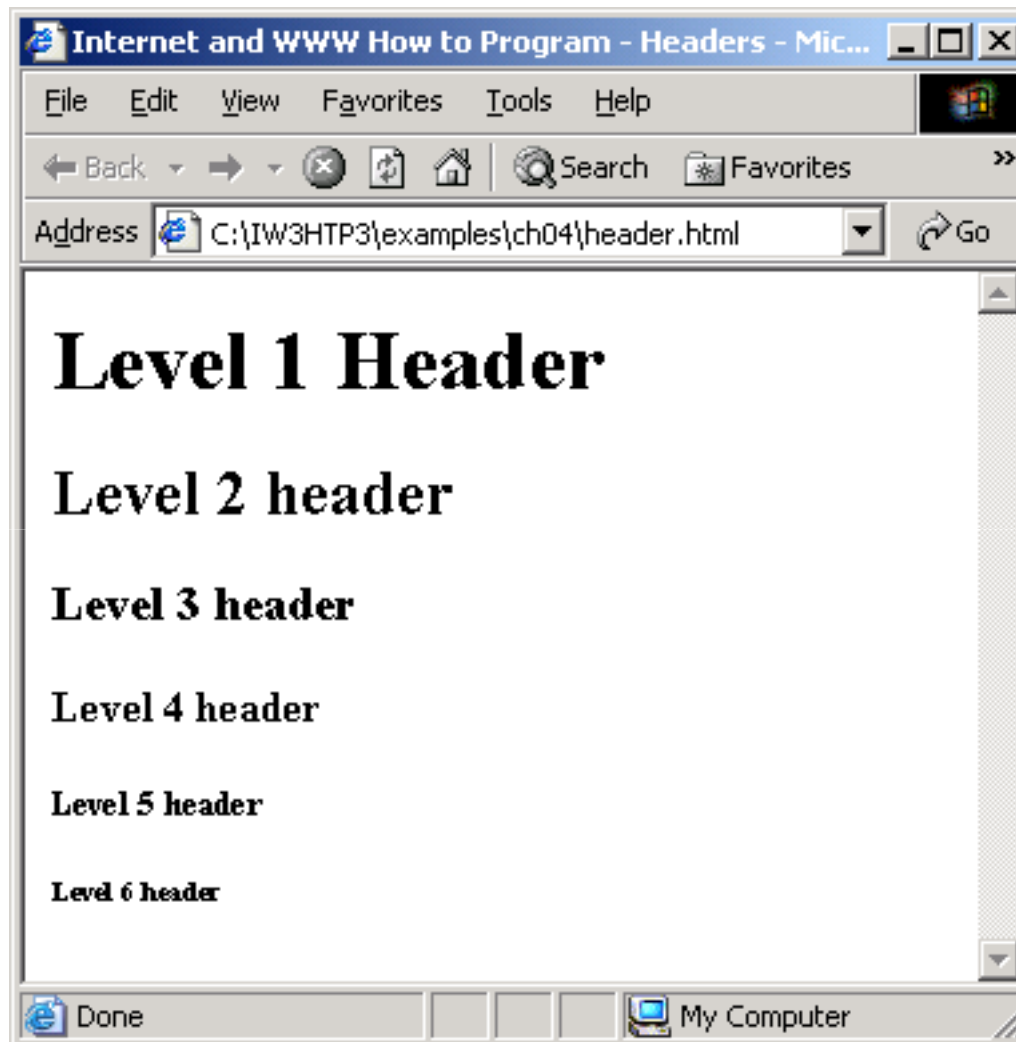 Internet and WWW How to Program - Headers - Mic...
File Edit View Favorites Tools Help
Back Search Favorites »
Address C:\IW3HTP3\examples\ch04\header.html Go
Level 1 Header
Level 2 header
Level 3 header
Level 4 header
Level 5 header
Level 6 header
Done My Computer